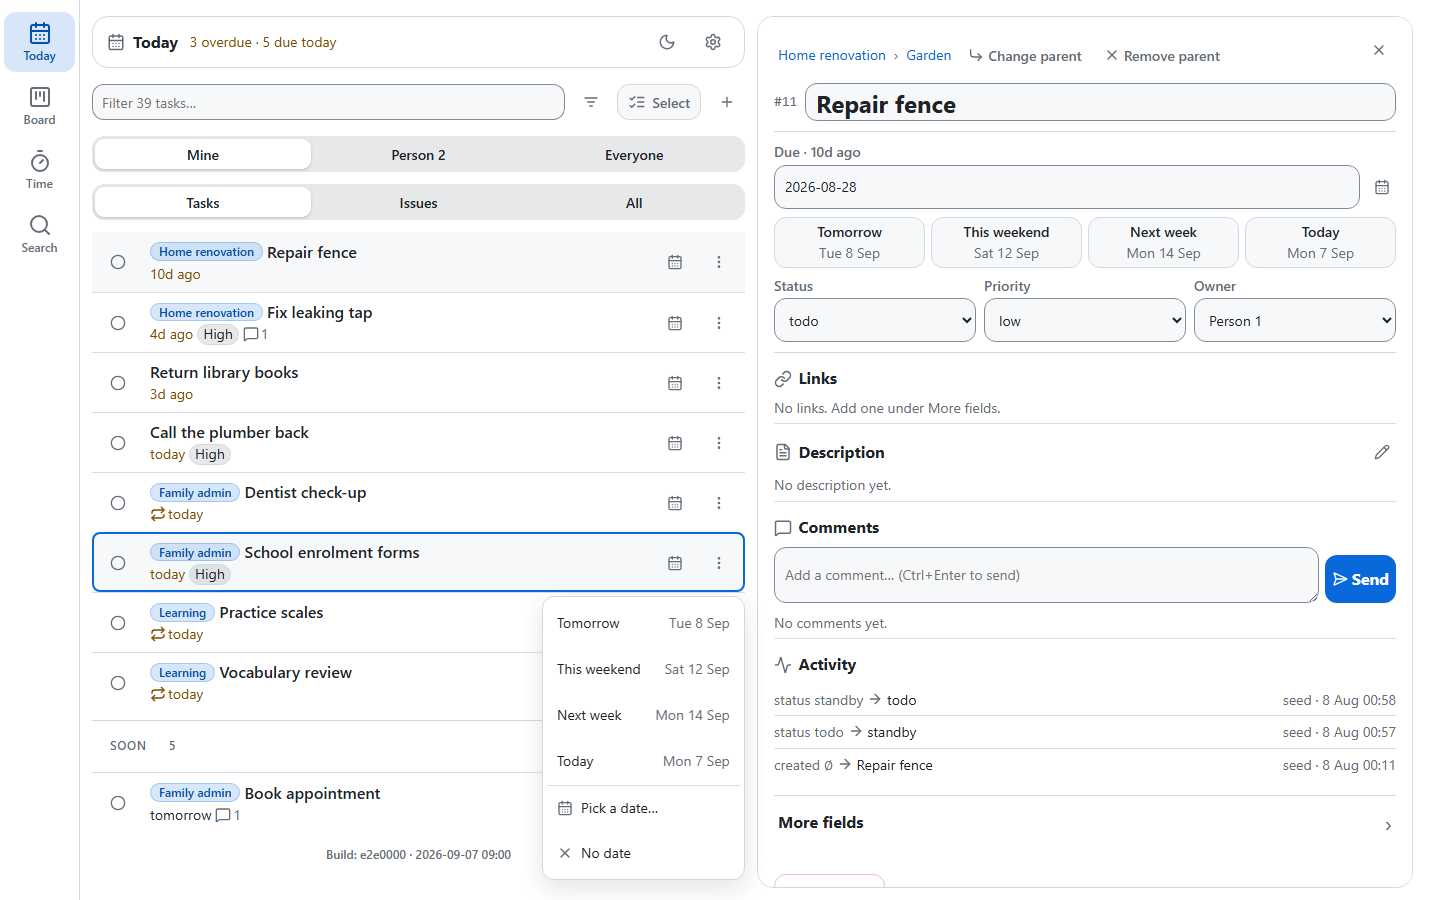 Today
Board
Time
Search
Today 3 overdue · 5 due today
Filter 39 tasks...
Select
Mine Person 2 Everyone
Tasks Issues All
Home renovation Repair fence
10d ago
Home renovation Fix leaking tap
4d ago High 1
Return library books
3d ago
Call the plumber back
today High
Family admin Dentist check-up
today
Family admin School enrolment forms
today High
Learning Practice scales
today
Learning Vocabulary review
today
SOON 5
Family admin Book appointment
tomorrow 1
Build: e2e0000 · 2026-09-07 09:00
Tomorrow Tue 8 Sep
This weekend Sat 12 Sep
Next week Mon 14 Sep
Today Mon 7 Sep
Pick a date...
No date
Home renovation › Garden Change parent Remove parent
#11 Repair fence
Due · 10d ago
2026-08-28
Tomorrow This weekend Next week Today
Tue 8 Sep Sat 12 Sep Mon 14 Sep Mon 7 Sep
Status Priority Owner
todo low Person 1
Links
No links. Add one under More fields.
Description
No description yet.
Comments
Add a comment... (Ctrl+Enter to send)
Send
No comments yet.
Activity
status standby → todo seed · 8 Aug 00:58
status todo → standby seed · 8 Aug 00:57
created ∅ → Repair fence seed · 8 Aug 00:11
More fields ›